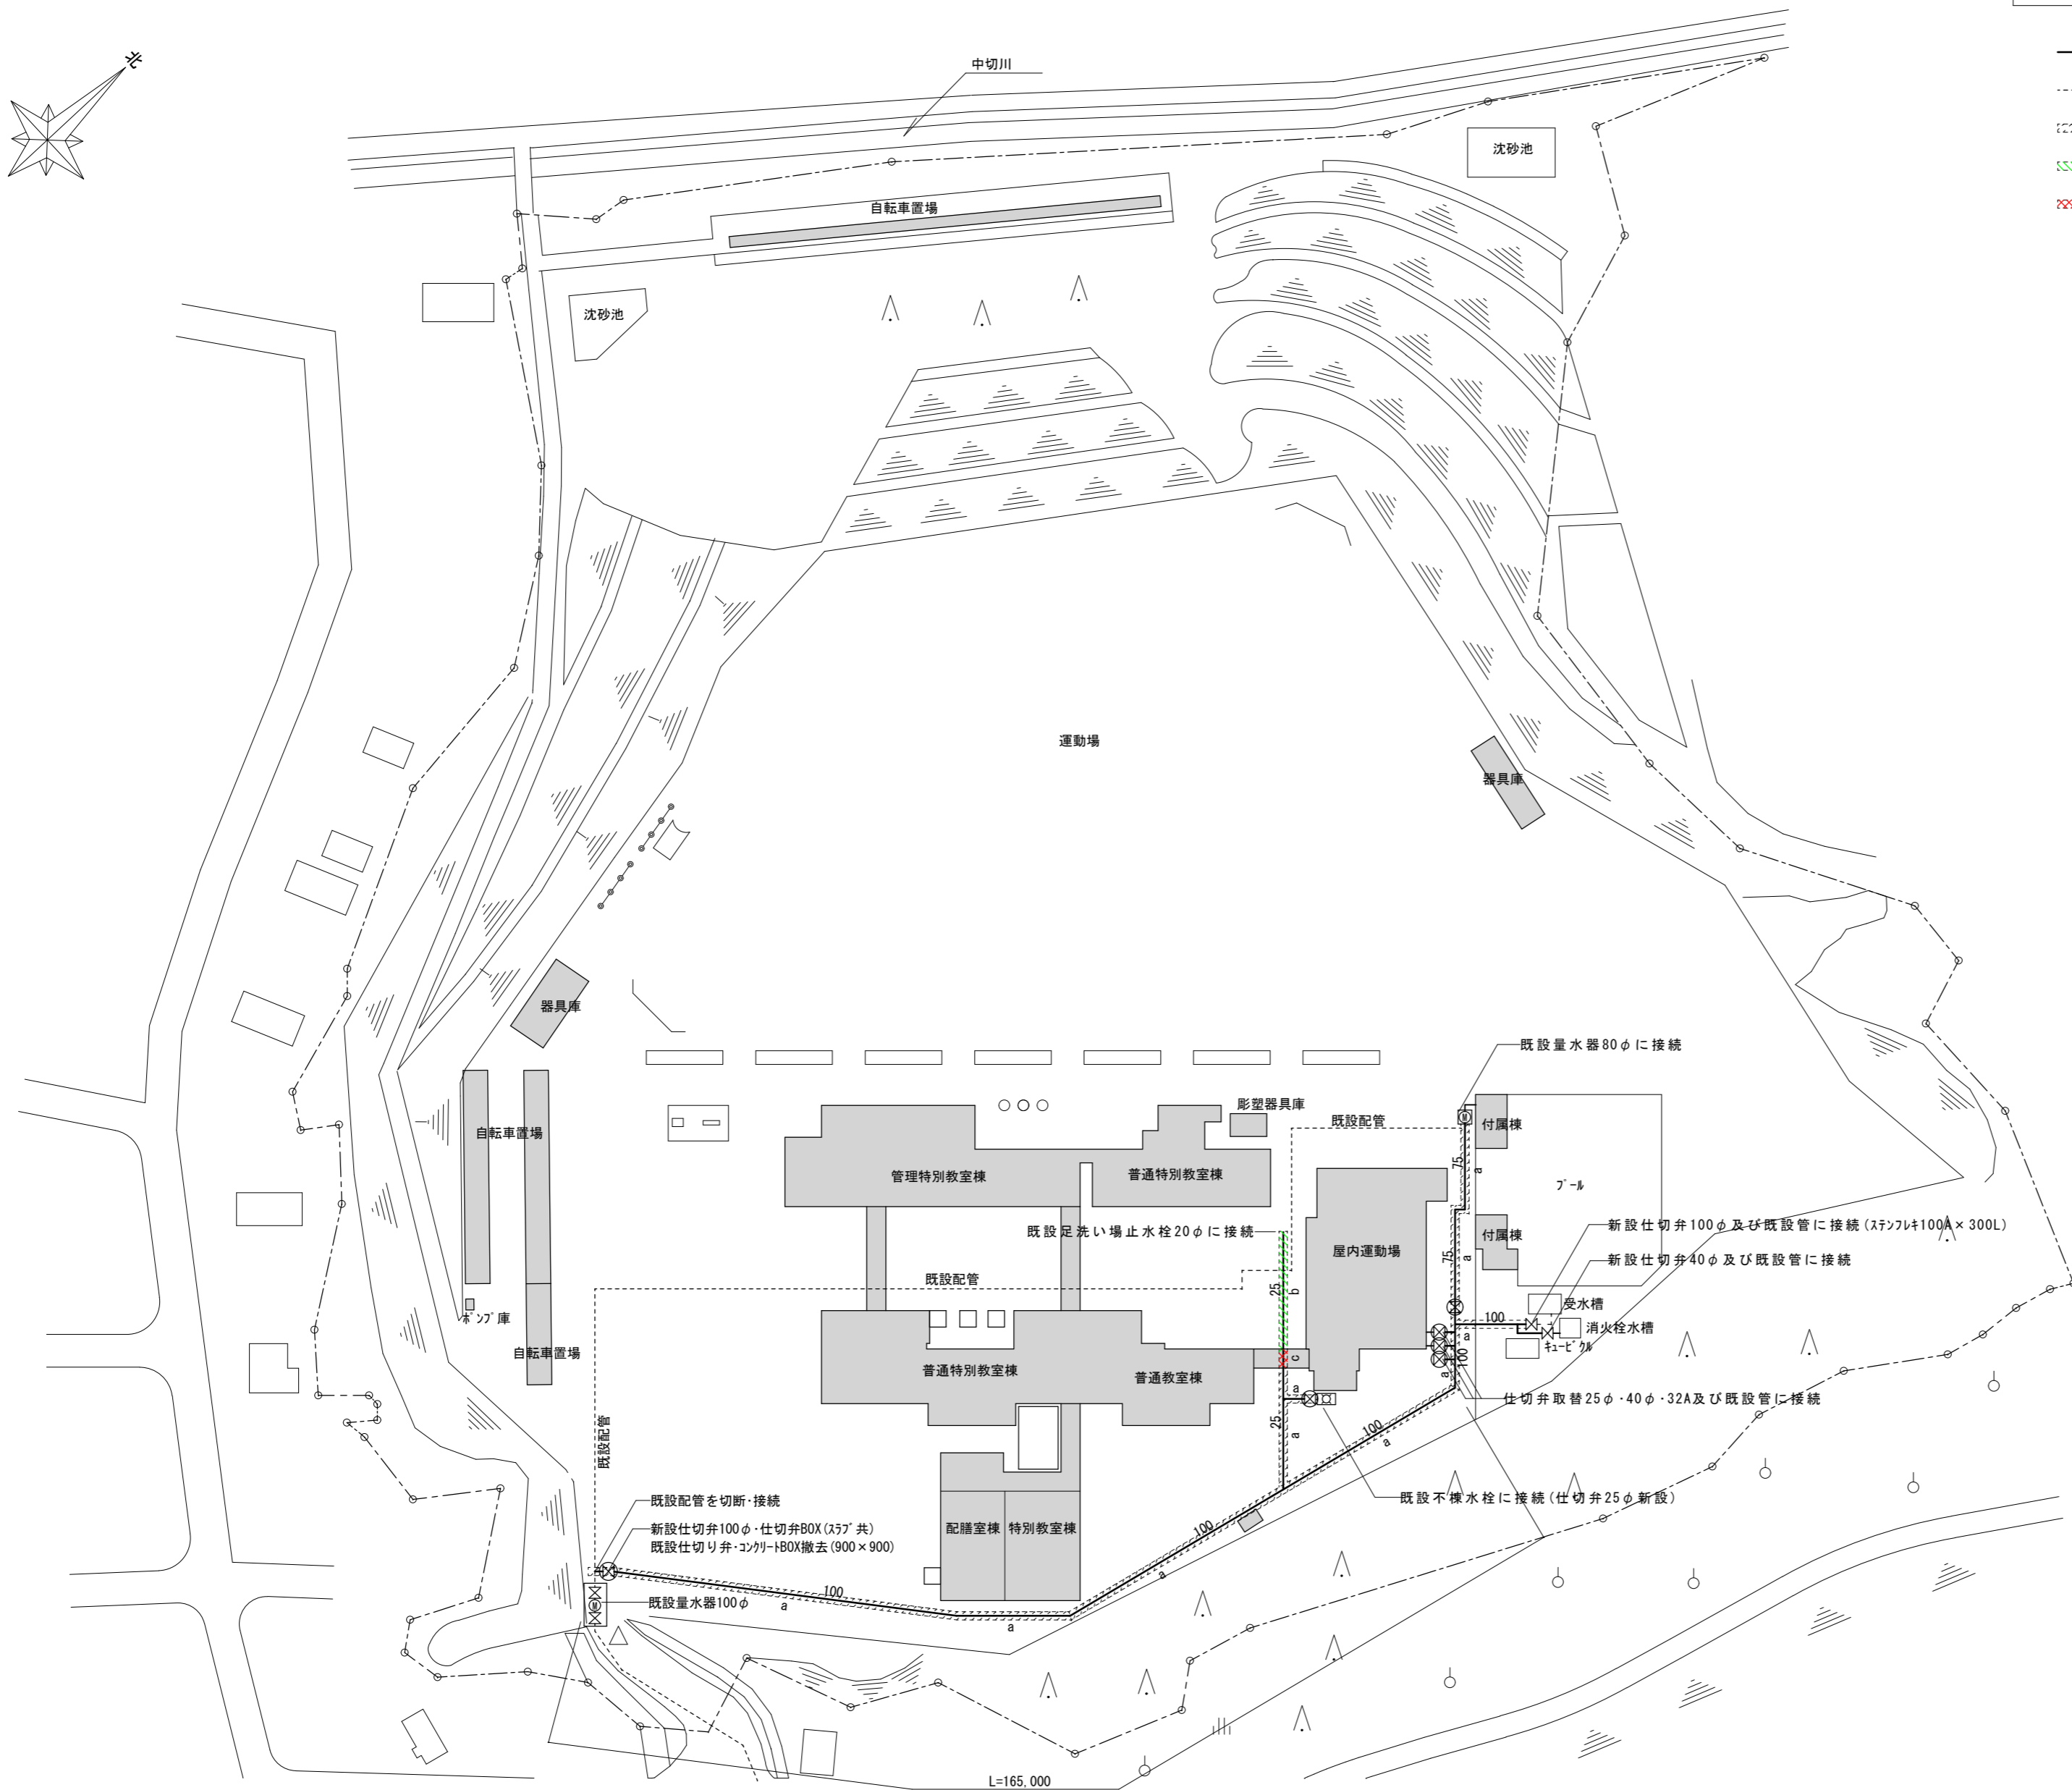 北
中切川
沈砂池
自転車置場
沈砂池
運動場
器具庫
器具庫
既設量水器80φに接続
自転車置場
彫塑器具庫
既設配管
付属棟
管理特別教室棟
普通特別教室棟
75
a
プール
既設足洗い場止水栓20φに接続
屋内運動場
付属棟
新設仕切弁100φ及び既設管に接続(ステンフレキ100A×300L)
75
a
新設仕切弁40φ及び既設管に接続
既設配管
25
b
受水槽
ポンプ庫
100
消火栓水槽
a
キュービクル
自転車置場
普通特別教室棟
普通教室棟
c
100
a
a
仕切弁取替25φ・40φ・32A及び既設管に接続
既設配管
25
a
100
a
既設不棟水栓に接続(仕切弁25φ新設)
既設配管を切断・接続
新設仕切弁100φ・仕切弁BOX(スラブ共)
既設仕切り弁・コンクリートBOX撤去(900×900)
配膳室棟
特別教室棟
100
a
100
a
M
既設量水器100φ
M
a
L=165,000